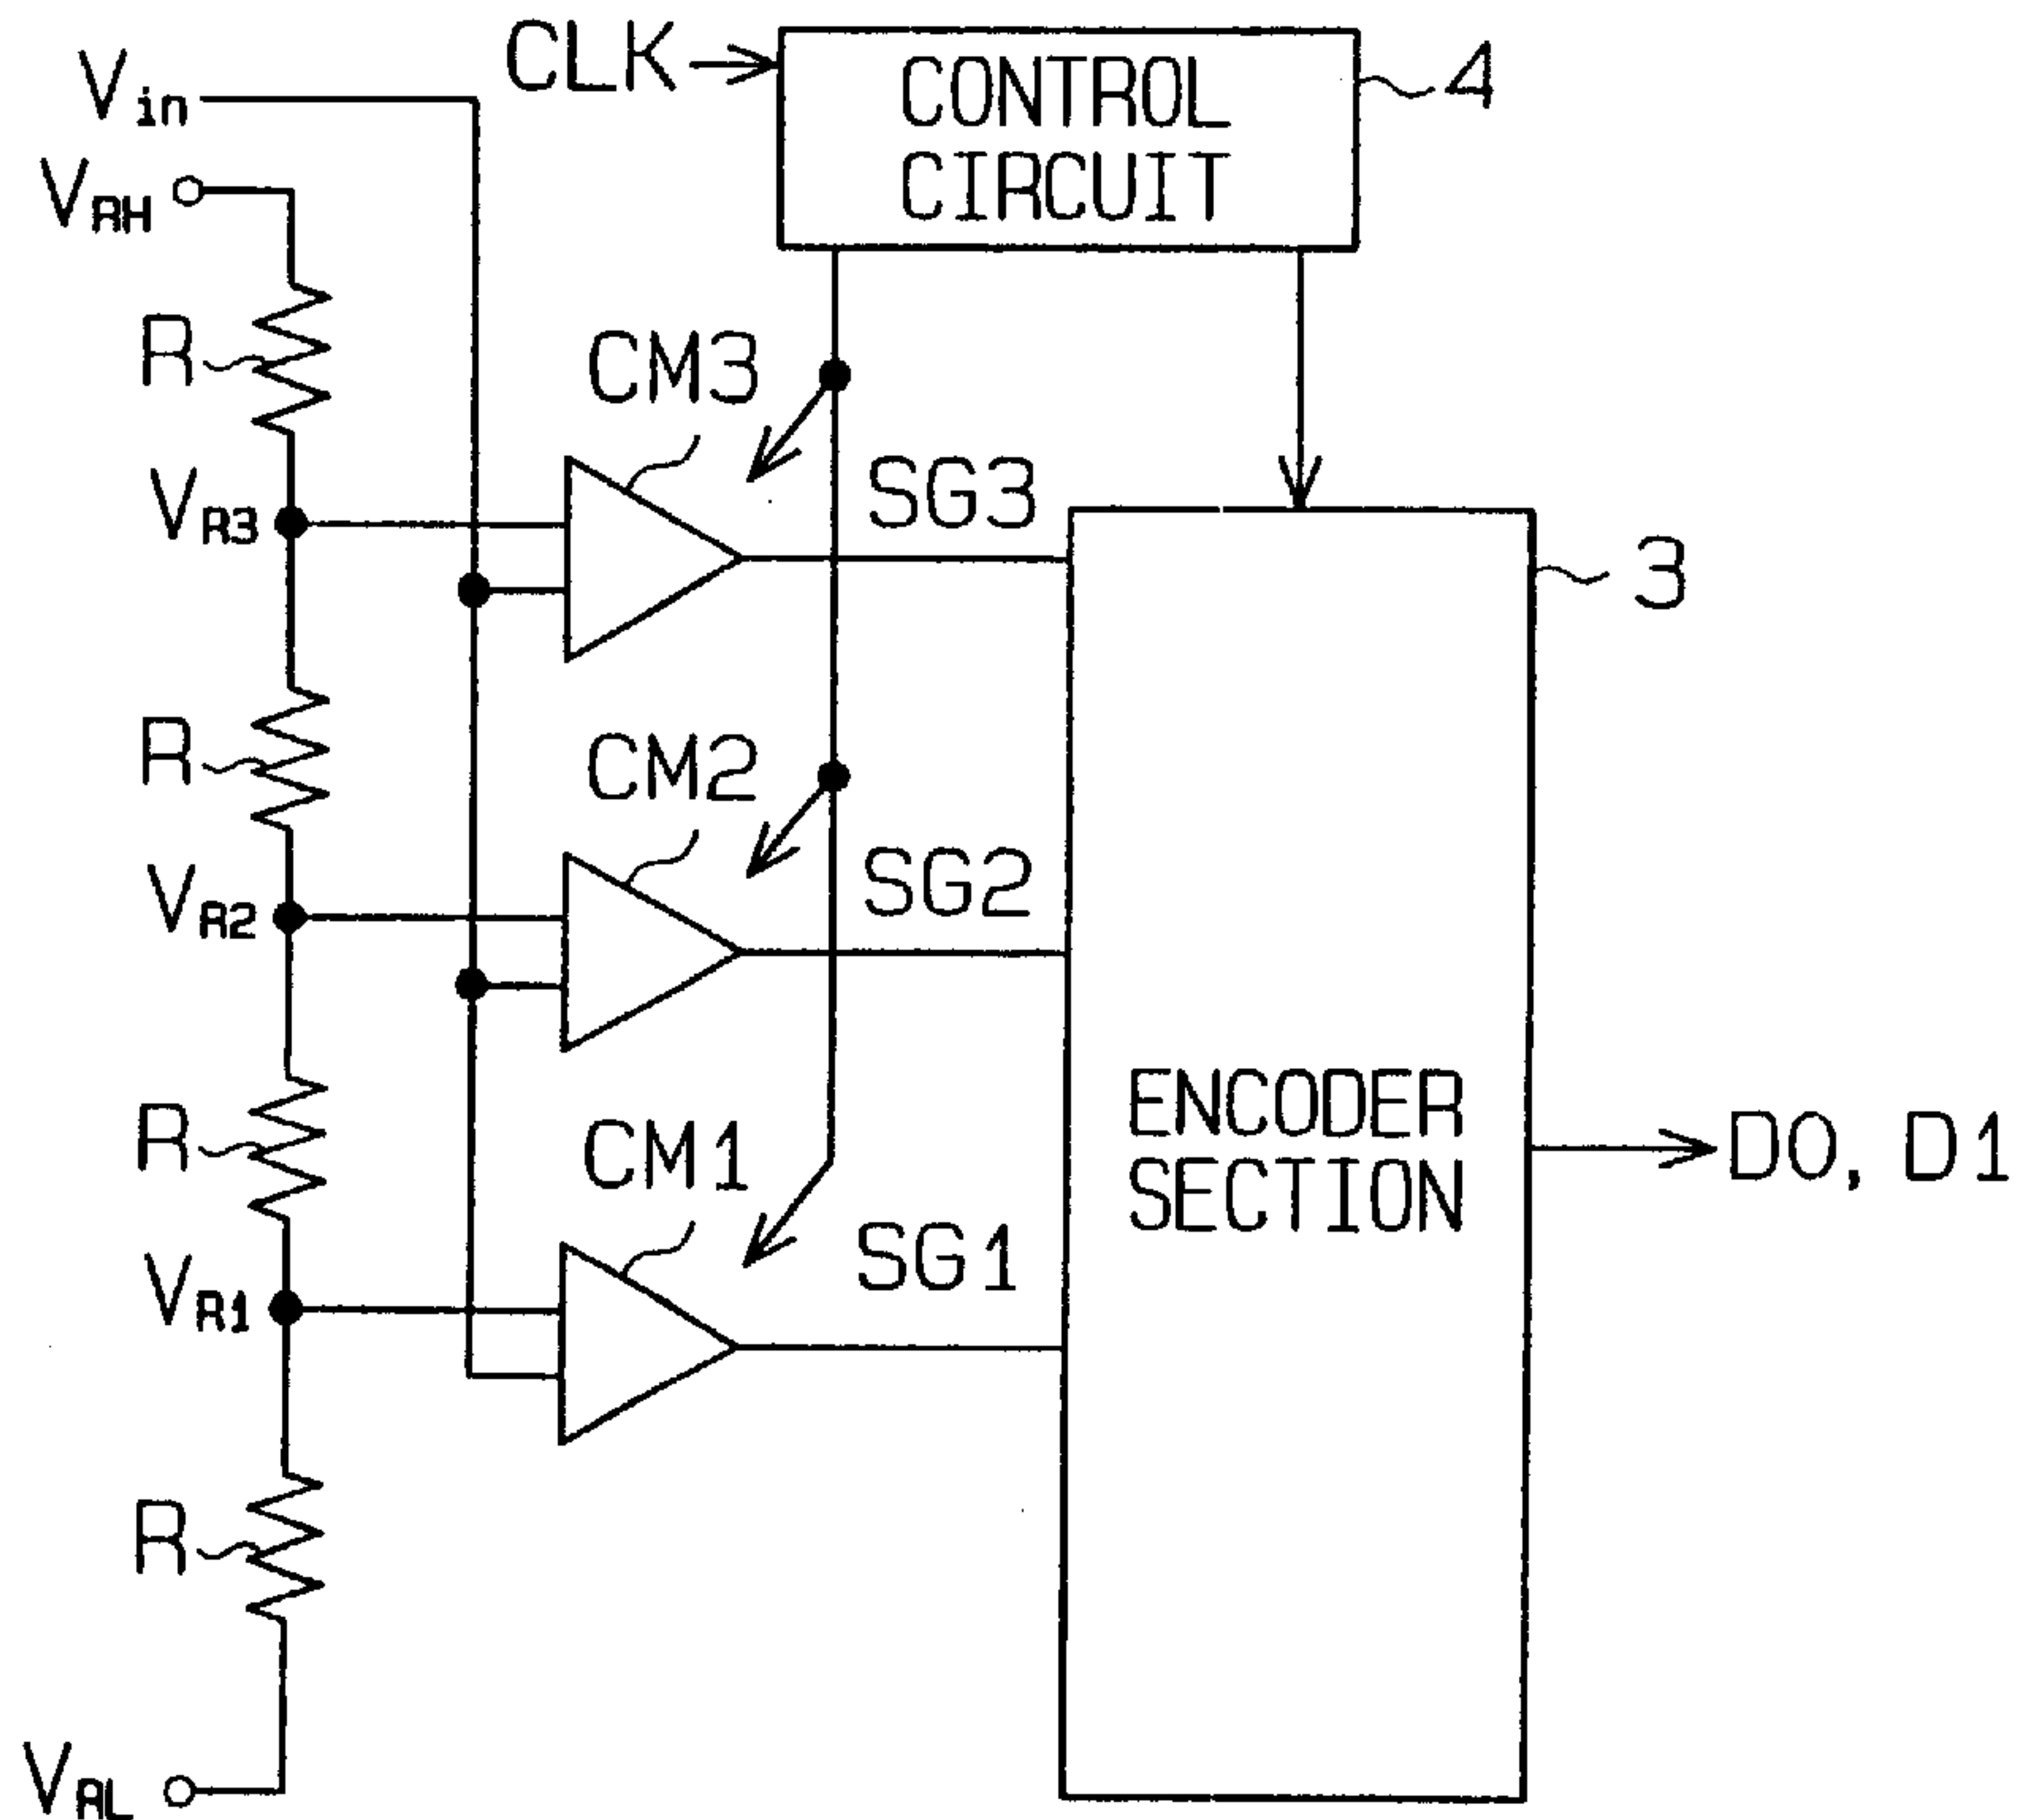 CLK
CONTROL
CIRCUIT
4
Vin
VRH
R
CM3
VR3
SG3
3
R
CM2
VR2
SG2
R
CM1
VR1
SG1
ENCODER
SECTION
D0, D1
R
VRL